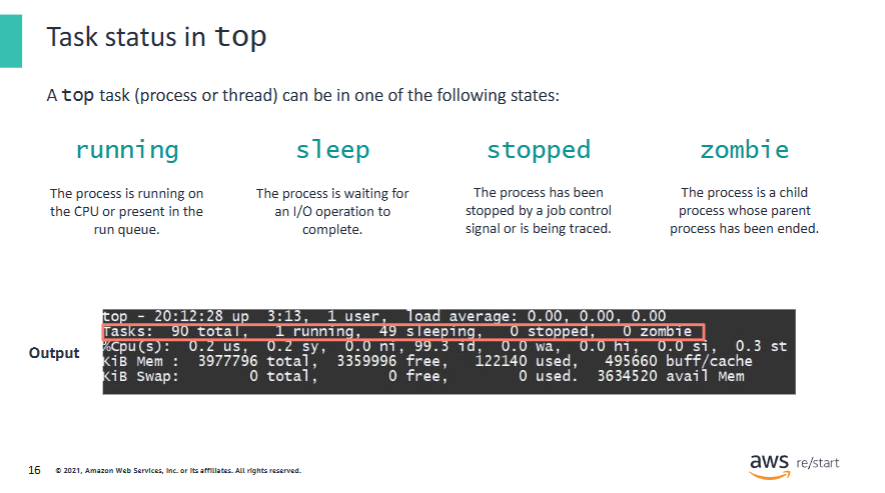 Task status in top
A top task (process or thread) can be in one of the following states:
running
The process is running on
the CPU or present in the
run queue.
sleep
The process is waiting for
an I/O operation to
complete.
stopped
The process has been
stopped by a job control
signal or is being traced.
zombie
The process is a child
process whose parent
process has been ended.
Output
top - 20:12:28 up  3:13,  1 user,  load average: 0.00, 0.00, 0.00
Tasks:  90 total,   1 running,  49 sleeping,   0 stopped,   0 zombie
%Cpu(s):  0.2 us,  0.2 sy,  0.0 ni, 99.3 id,  0.0 wa,  0.0 hi,  0.0 si,  0.3 st
KiB Mem :  3977796 total,  3359996 free,   122140 used,   495660 buff/cache
KiB Swap:        0 total,        0 free,        0 used.  3634520 avail Mem
16 © 2021, Amazon Web Services, Inc. or its affiliates. All rights reserved.
aws re/start